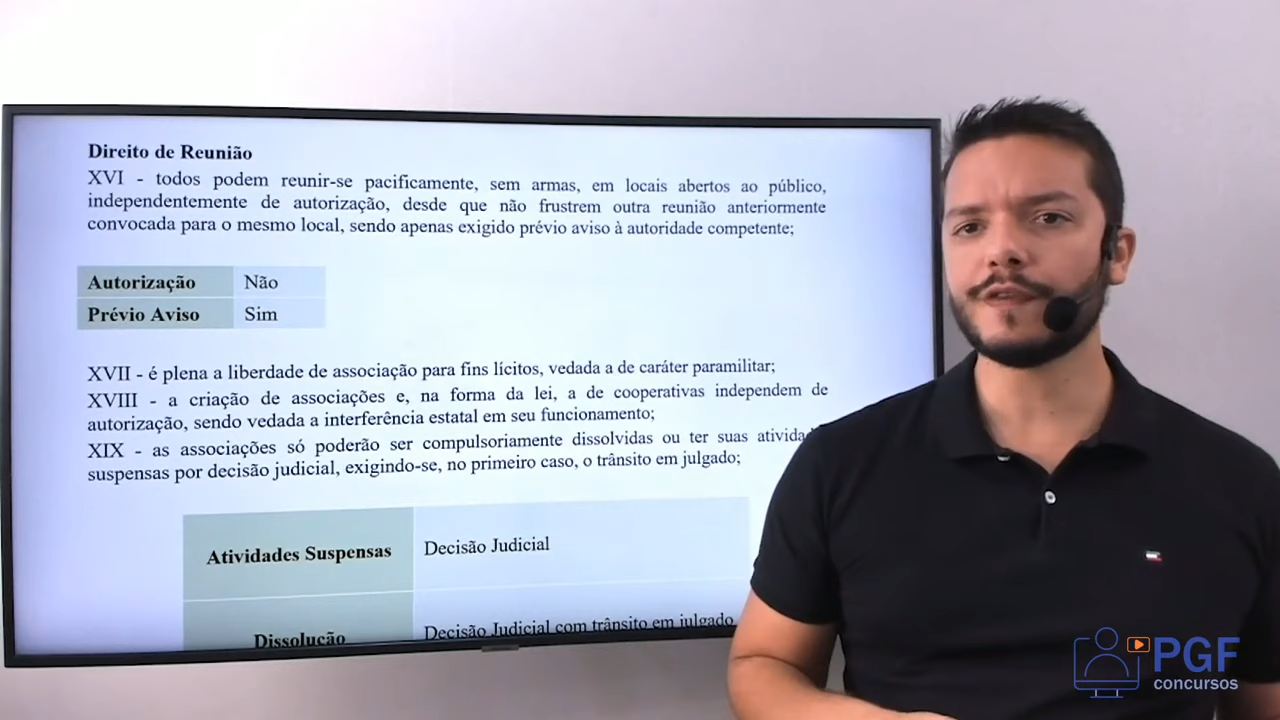 Direito de Reunião
XVI - todos podem reunir-se pacificamente, sem armas, em locais abertos ao público,
independentemente de autorização, desde que não frustrem outra reunião anteriormente
convocada para o mesmo local, sendo apenas exigido prévio aviso à autoridade competente;
Autorização Não
Prévio Aviso Sim
XVII - é plena a liberdade de associação para fins lícitos, vedada a de caráter paramilitar;
XVIII - a criação de associações e, na forma da lei, a de cooperativas independem de
autorização, sendo vedada a interferência estatal em seu funcionamento;
XIX - as associações só poderão ser compulsoriamente dissolvidas ou ter suas
suspensas por decisão judicial, exigindo-se, no primeiro caso, o trânsito em julgado;
Atividades Suspensas Decisão Judicial
Dissolução Decisão Judicial com trânsito em julgado
PGF
concursos